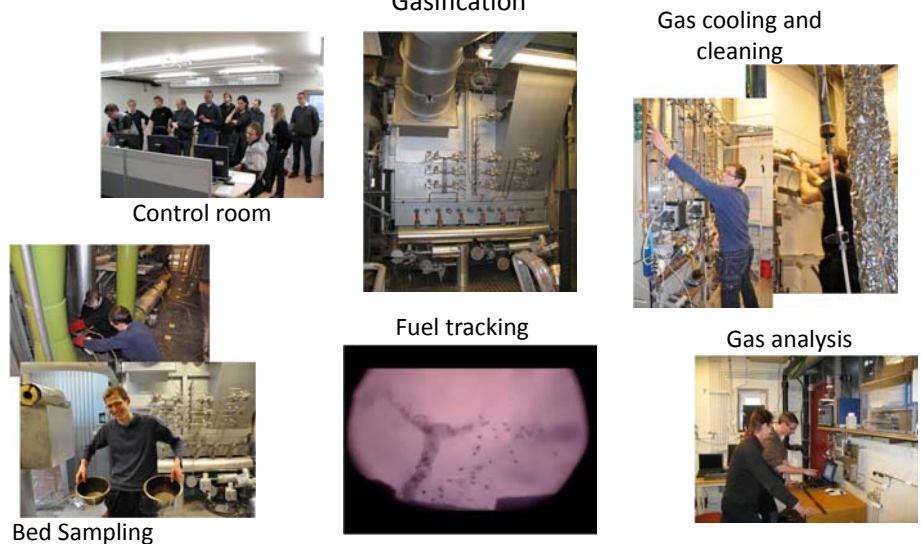 Gasification
Gas cooling and
cleaning
Control room
Fuel tracking
Gas analysis
Bed Sampling